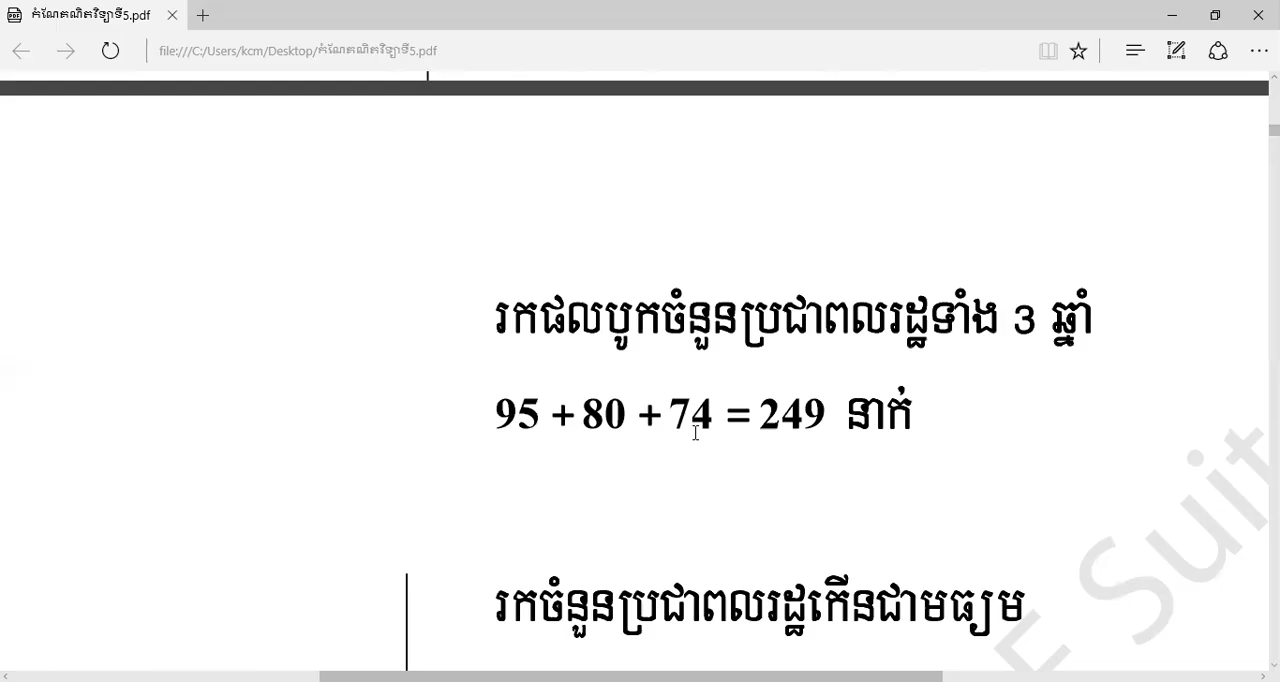 កំណែគណិតវិទ្យាទី5.pdf
file:///C:/Users/kcm/Desktop/កំណែគណិតវិទ្យាទី5.pdf
រកផលបូកចំនួនប្រជាពលរដ្ឋទាំង 3 ឆ្នាំ
95 + 80 + 74 = 249 នាក់
រកចំនួនប្រជាពលរដ្ឋកើនជាមធ្យម
E Suit